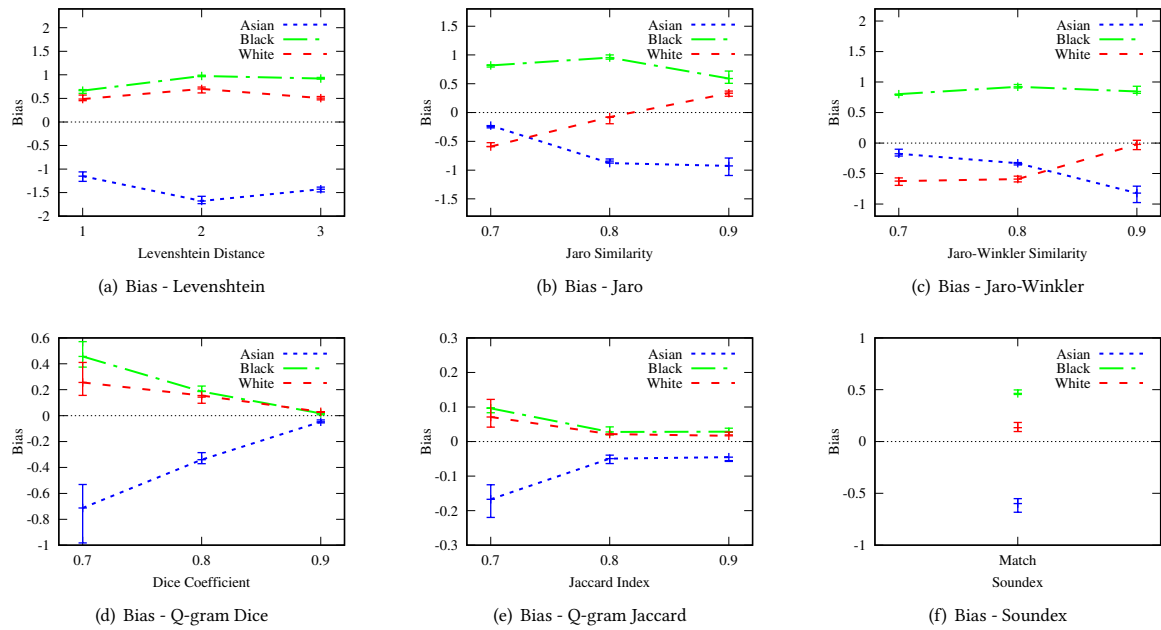 2
1.5
1
0.5
0
-0.5
-1
-1.5
-2
Bias
Asian
Black
White
1 2 3
Levenshtein Distance
(a) Bias - Levenshtein
1.5
1
0.5
0
-0.5
-1
-1.5
Bias
Asian
Black
White
0.7 0.8 0.9
Jaro Similarity
(b) Bias - Jaro
2
1.5
1
0.5
0
-0.5
-1
Bias
Asian
Black
White
0.7 0.8 0.9
Jaro-Winkler Similarity
(c) Bias - Jaro-Winkler
0.6
0.4
0.2
0
-0.2
-0.4
-0.6
-0.8
-1
Bias
Asian
Black
White
0.7 0.8 0.9
Dice Coefficient
(d) Bias - Q-gram Dice
0.3
0.2
0.1
0
-0.1
-0.2
-0.3
Bias
Asian
Black
White
0.7 0.8 0.9
Jaccard Index
(e) Bias - Q-gram Jaccard
1
0.5
0
-0.5
-1
Bias
Asian
Black
White
Match
Soundex
(f) Bias - Soundex